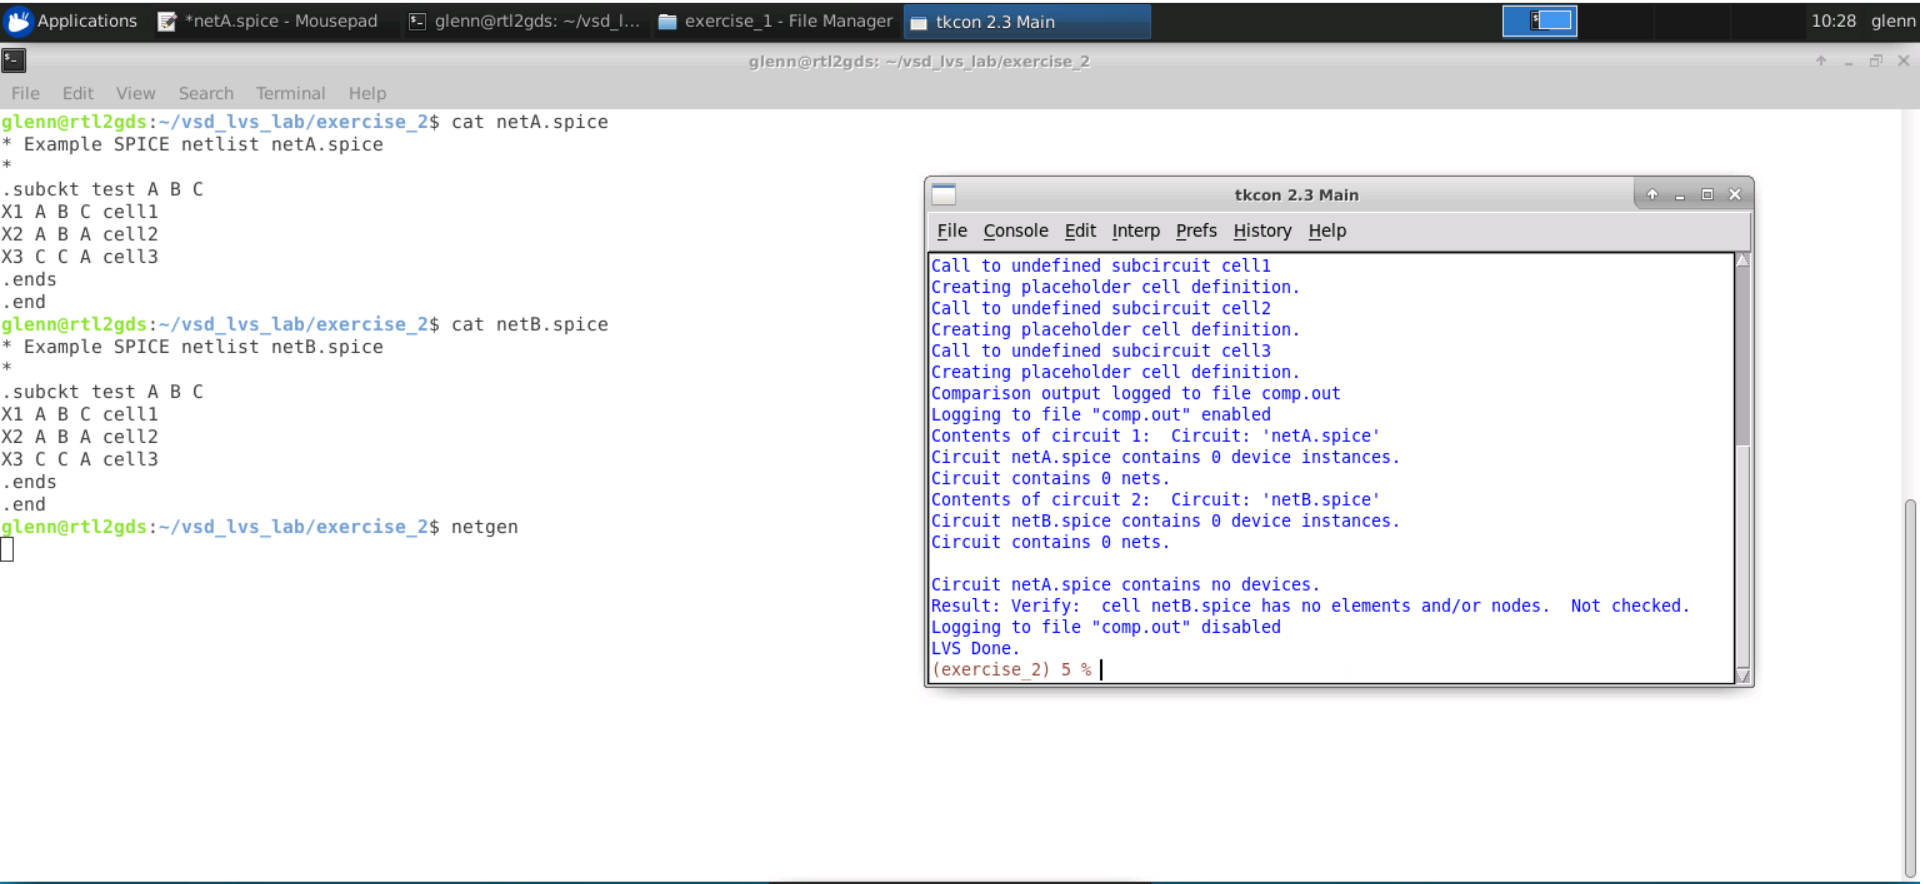 Applications
*netA.spice - Mousepad
glenn@rtl2gds: ~/vsd_l...
exercise_1 - File Manager
tkcon 2.3 Main
10:28
glenn
glenn@rtl2gds: ~/vsd_lvs_lab/exercise_2
File Edit View Search Terminal Help
glenn@rtl2gds:~/vsd_lvs_lab/exercise_2$ cat netA.spice
* Example SPICE netlist netA.spice
*
.subckt test A B C
X1 A B C cell1
X2 A B A cell2
X3 C C A cell3
.ends
.end
glenn@rtl2gds:~/vsd_lvs_lab/exercise_2$ cat netB.spice
* Example SPICE netlist netB.spice
*
.subckt test A B C
X1 A B C cell1
X2 A B A cell2
X3 C C A cell3
.ends
.end
glenn@rtl2gds:~/vsd_lvs_lab/exercise_2$ netgen
tkcon 2.3 Main
File Console Edit Interp Prefs History Help
Call to undefined subcircuit cell1
Creating placeholder cell definition.
Call to undefined subcircuit cell2
Creating placeholder cell definition.
Call to undefined subcircuit cell3
Creating placeholder cell definition.
Comparison output logged to file comp.out
Logging to file "comp.out" enabled
Contents of circuit 1:  Circuit: 'netA.spice'
Circuit netA.spice contains 0 device instances.
Circuit contains 0 nets.
Contents of circuit 2:  Circuit: 'netB.spice'
Circuit netB.spice contains 0 device instances.
Circuit contains 0 nets.
Circuit netA.spice contains no devices.
Result: Verify:  cell netB.spice has no elements and/or nodes.  Not checked.
Logging to file "comp.out" disabled
LVS Done.
(exercise_2) 5 %